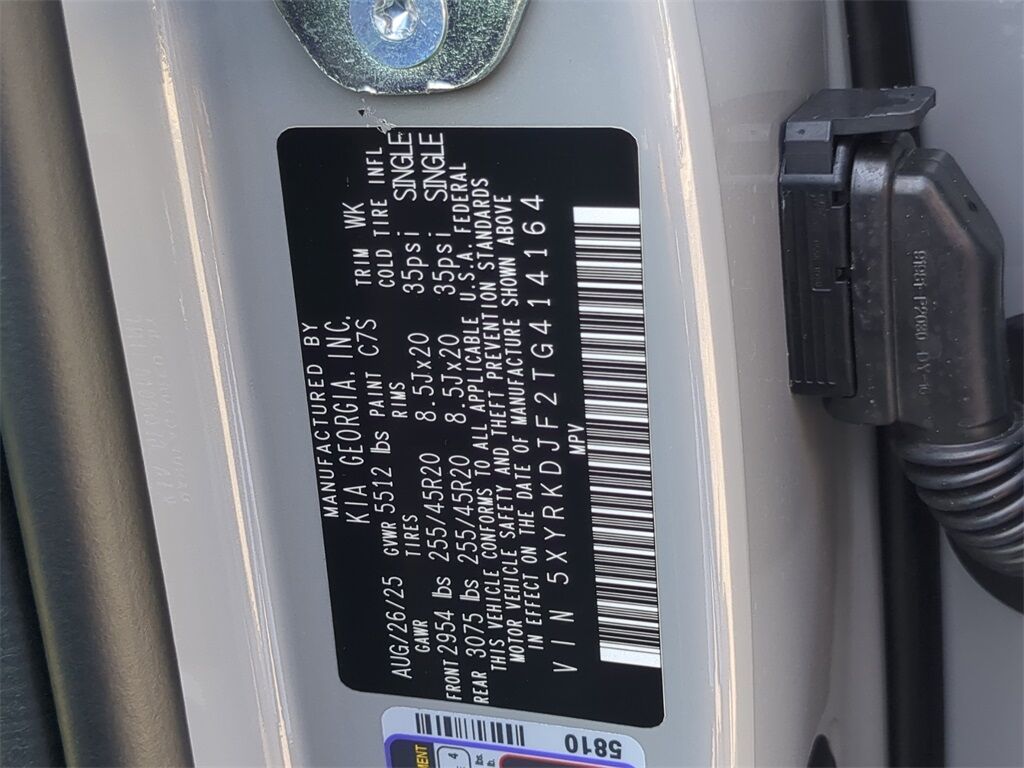 MANUFACTURED BY
KIA GEORGIA, INC.
AUG/26/25 GVWR 5512 lbs PAINT C7S TRIM WK
GAWR TIRES RIMS COLD TIRE INFL
FRONT 2954 lbs 255/45R20 8.5Jx20 35psi SINGLE
REAR 3075 lbs 255/45R20 8.5Jx20 35psi SINGLE
THIS VEHICLE CONFORMS TO ALL APPLICABLE U.S.A. FEDERAL
MOTOR VEHICLE SAFETY AND THEFT PREVENTION STANDARDS
IN EFFECT ON THE DATE OF MANUFACTURE SHOWN ABOVE
VIN 5XYRKDJF2TG414164
MPV
5810
4
lbs.